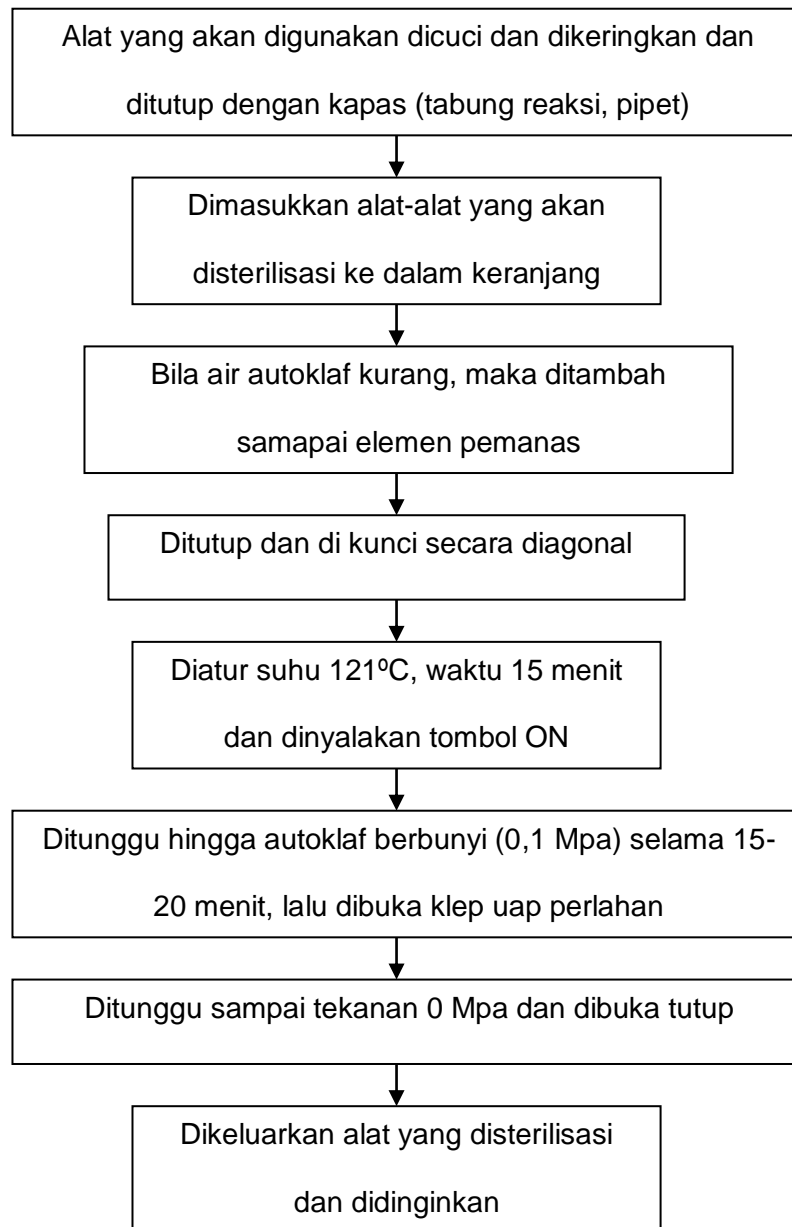 Alat yang akan digunakan dicuci dan dikeringkan dan
ditutup dengan kapas (tabung reaksi, pipet)
Dimasukkan alat-alat yang akan
disterilisasi ke dalam keranjang
Bila air autoklaf kurang, maka ditambah
samapai elemen pemanas
Ditutup dan di kunci secara diagonal
Diatur suhu 121⁰C, waktu 15 menit
dan dinyalakan tombol ON
Ditunggu hingga autoklaf berbunyi (0,1 Mpa) selama 15-
20 menit, lalu dibuka klep uap perlahan
Ditunggu sampai tekanan 0 Mpa dan dibuka tutup
Dikeluarkan alat yang disterilisasi
dan didinginkan